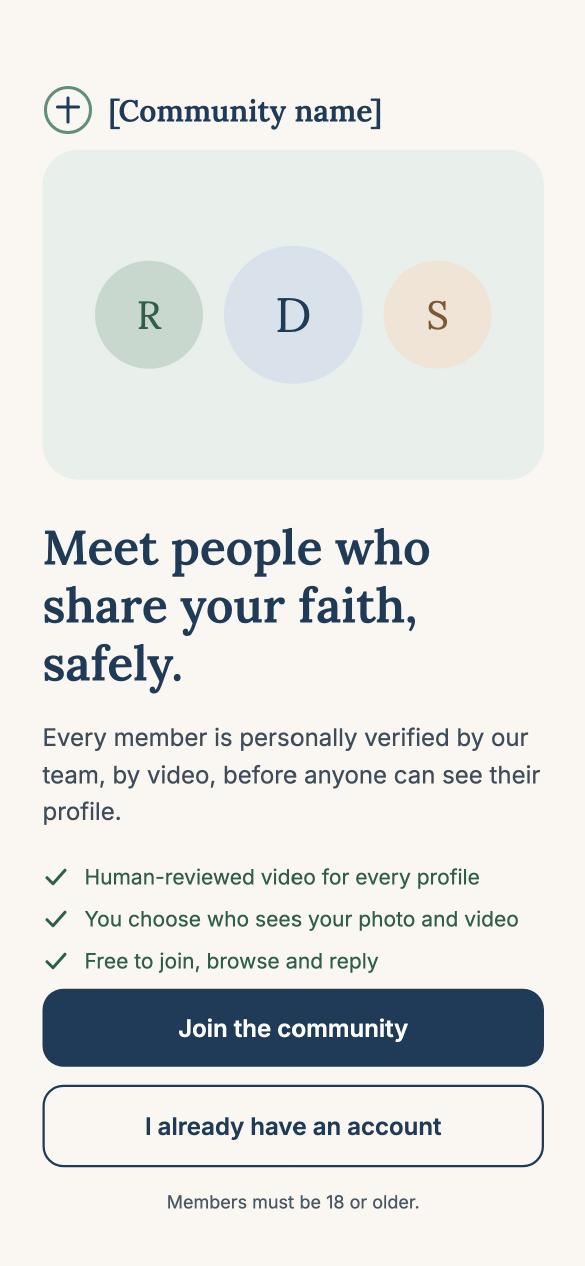 [Community name]
R D S
Meet people who
share your faith,
safely.
Every member is personally verified by our
team, by video, before anyone can see their
profile.
Human-reviewed video for every profile
You choose who sees your photo and video
Free to join, browse and reply
Join the community
I already have an account
Members must be 18 or older.